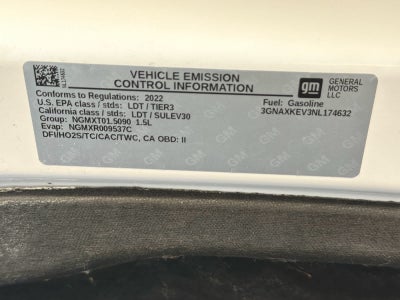 VEHICLE EMISSION
CONTROL INFORMATION
gm
GENERAL
MOTORS
LLC
Conforms to Regulations: 2022
U.S. EPA class / stds: LDT / TIER3
California class / stds: LDT / SULEV30
Group: NGMXT01.5090 1.5L
Evap: NGMXR009537C
DFI/HO2S/TC/CAC/TWC, CA OBD: II
Fuel: Gasoline
3GNAXKEV3NL174632